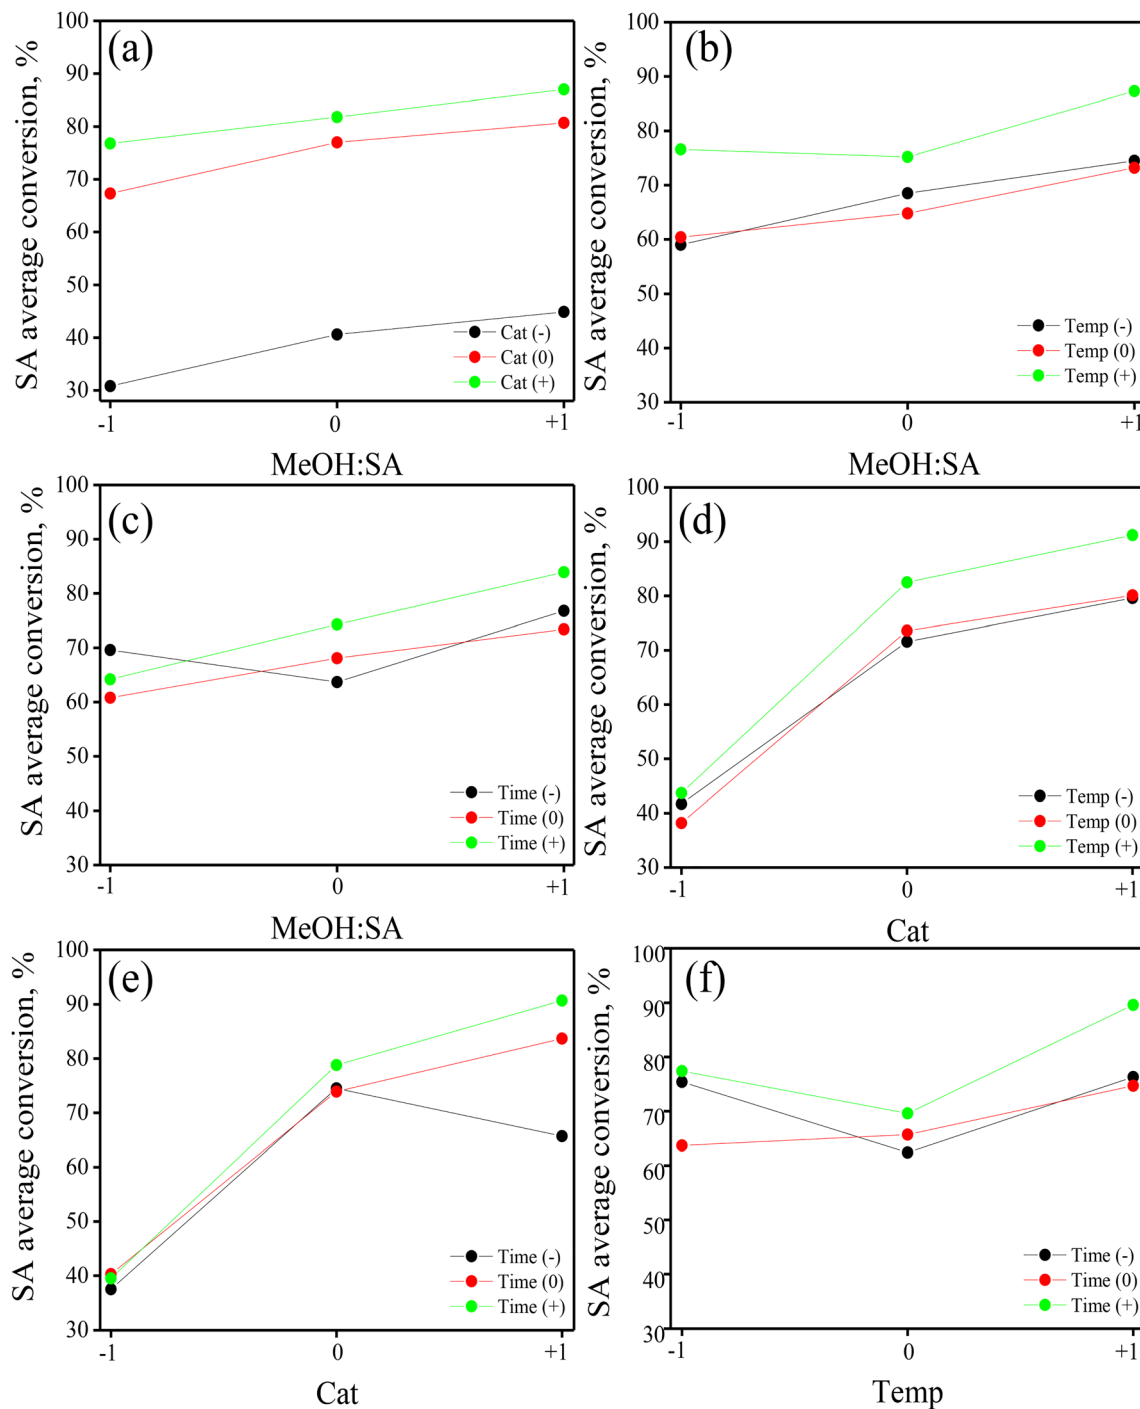 (a)
SA average conversion, %
100
90
80
70
60
50
40
30
-1
0
+1
MeOH:SA
Cat (-)
Cat (0)
Cat (+)
(b)
SA average conversion, %
100
90
80
70
60
50
40
30
-1
0
+1
MeOH:SA
Temp (-)
Temp (0)
Temp (+)
(c)
SA average conversion, %
100
90
80
70
60
50
40
30
-1
0
+1
MeOH:SA
Time (-)
Time (0)
Time (+)
(d)
SA average conversion, %
100
90
80
70
60
50
40
30
-1
0
+1
Cat
Temp (-)
Temp (0)
Temp (+)
(e)
SA average conversion, %
100
90
80
70
60
50
40
30
-1
0
+1
Cat
Time (-)
Time (0)
Time (+)
(f)
SA average conversion, %
100
90
80
70
60
50
40
30
-1
0
+1
Temp
Time (-)
Time (0)
Time (+)